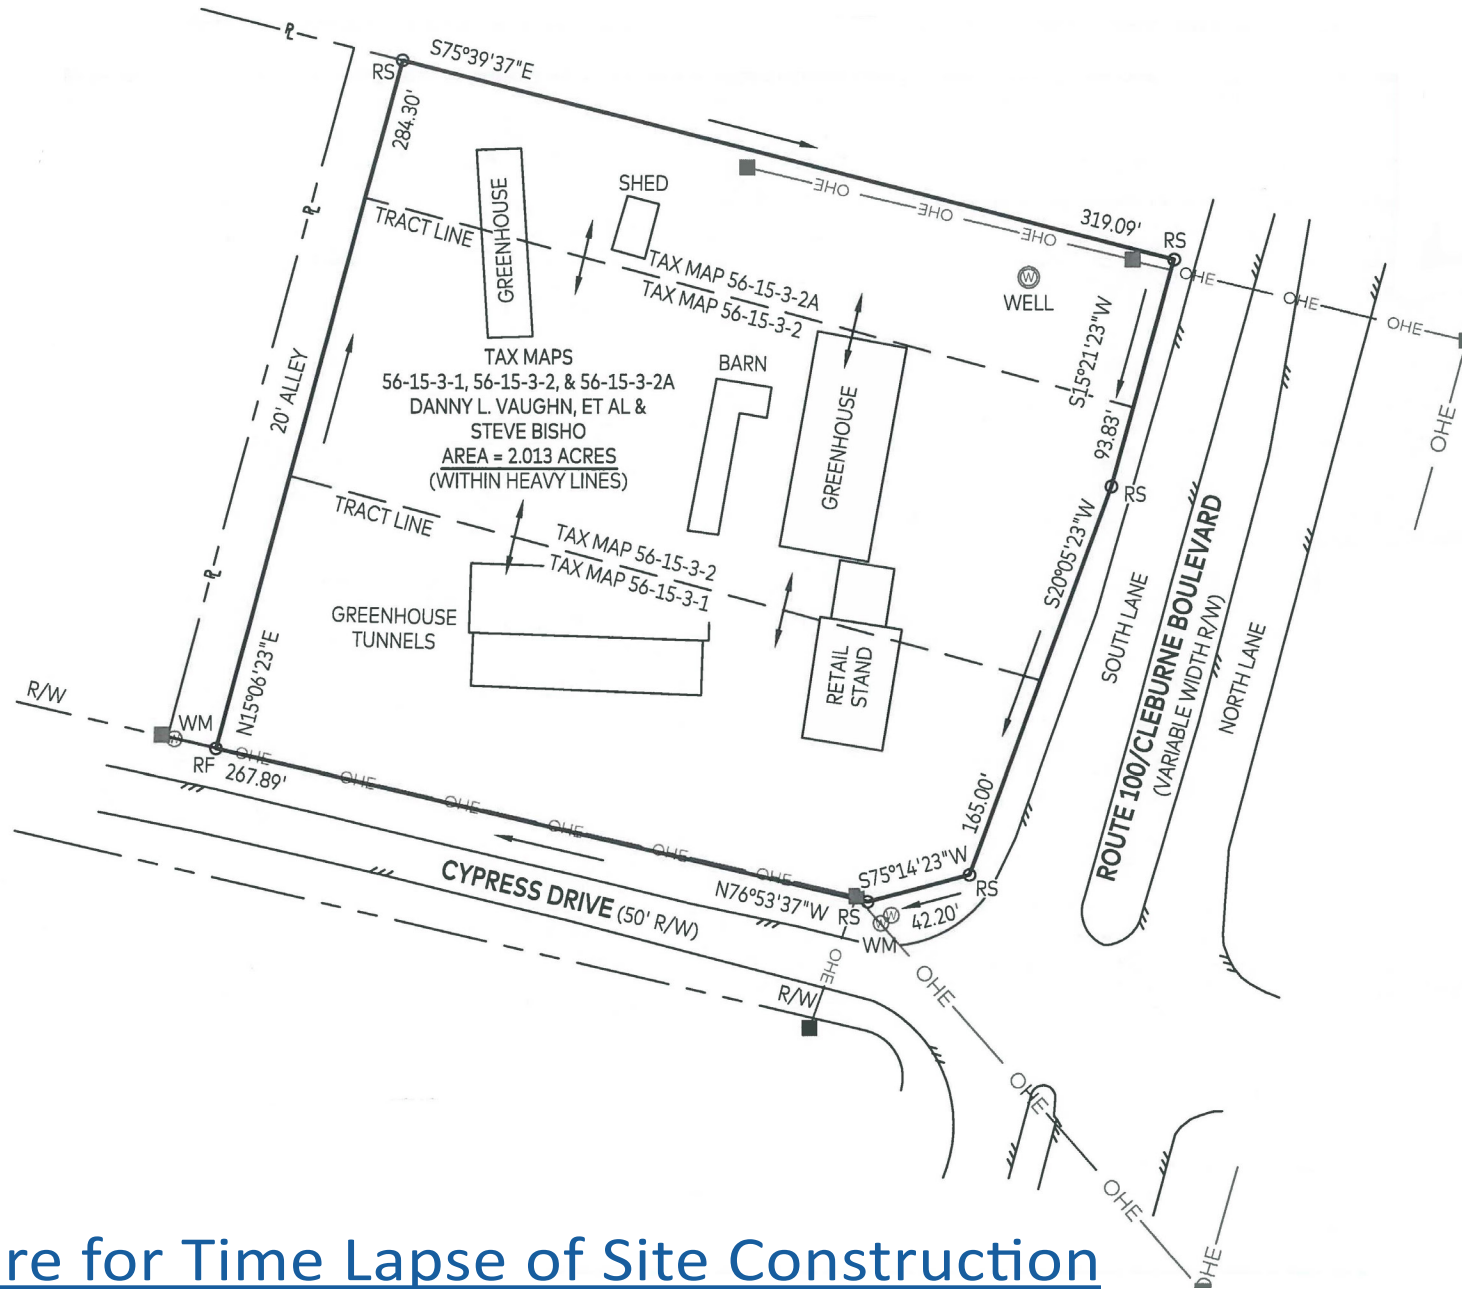 P̶L
S75°39'37"E
RS
284.30'
GREENHOUSE
SHED
OHE
OHE
OHE
319.09'
RS
OHE
OHE
OHE
OHE
TRACT LINE
P̶L
TAX MAP 56-15-3-2A
TAX MAP 56-15-3-2
W
WELL
S15°21'23"W
93.83'
20' ALLEY
TAX MAPS
56-15-3-1, 56-15-3-2, & 56-15-3-2A
DANNY L. VAUGHN, ET AL &
STEVE BISHO
AREA = 2.013 ACRES
(WITHIN HEAVY LINES)
BARN
GREENHOUSE
RS
TRACT LINE
TAX MAP 56-15-3-2
TAX MAP 56-15-3-1
S20°05'23"W
P̶L
GREENHOUSE
TUNNELS
RETAIL
STAND
SOUTH LANE
ROUTE 100/CLEBURNE BOULEVARD
(VARIABLE WIDTH R/W)
NORTH LANE
R/W
WM
N15°06'23"E
RF
267.89'
OHE
OHE
OHE
OHE
OHE
OHE
165.00'
CYPRESS DRIVE (50' R/W)
N76°53'37"W
S75°14'23"W
RS
RS
42.20'
W
W
WM
OHE
R/W
OHE
OHE
OHE
OHE
re for Time Lapse of Site Construction